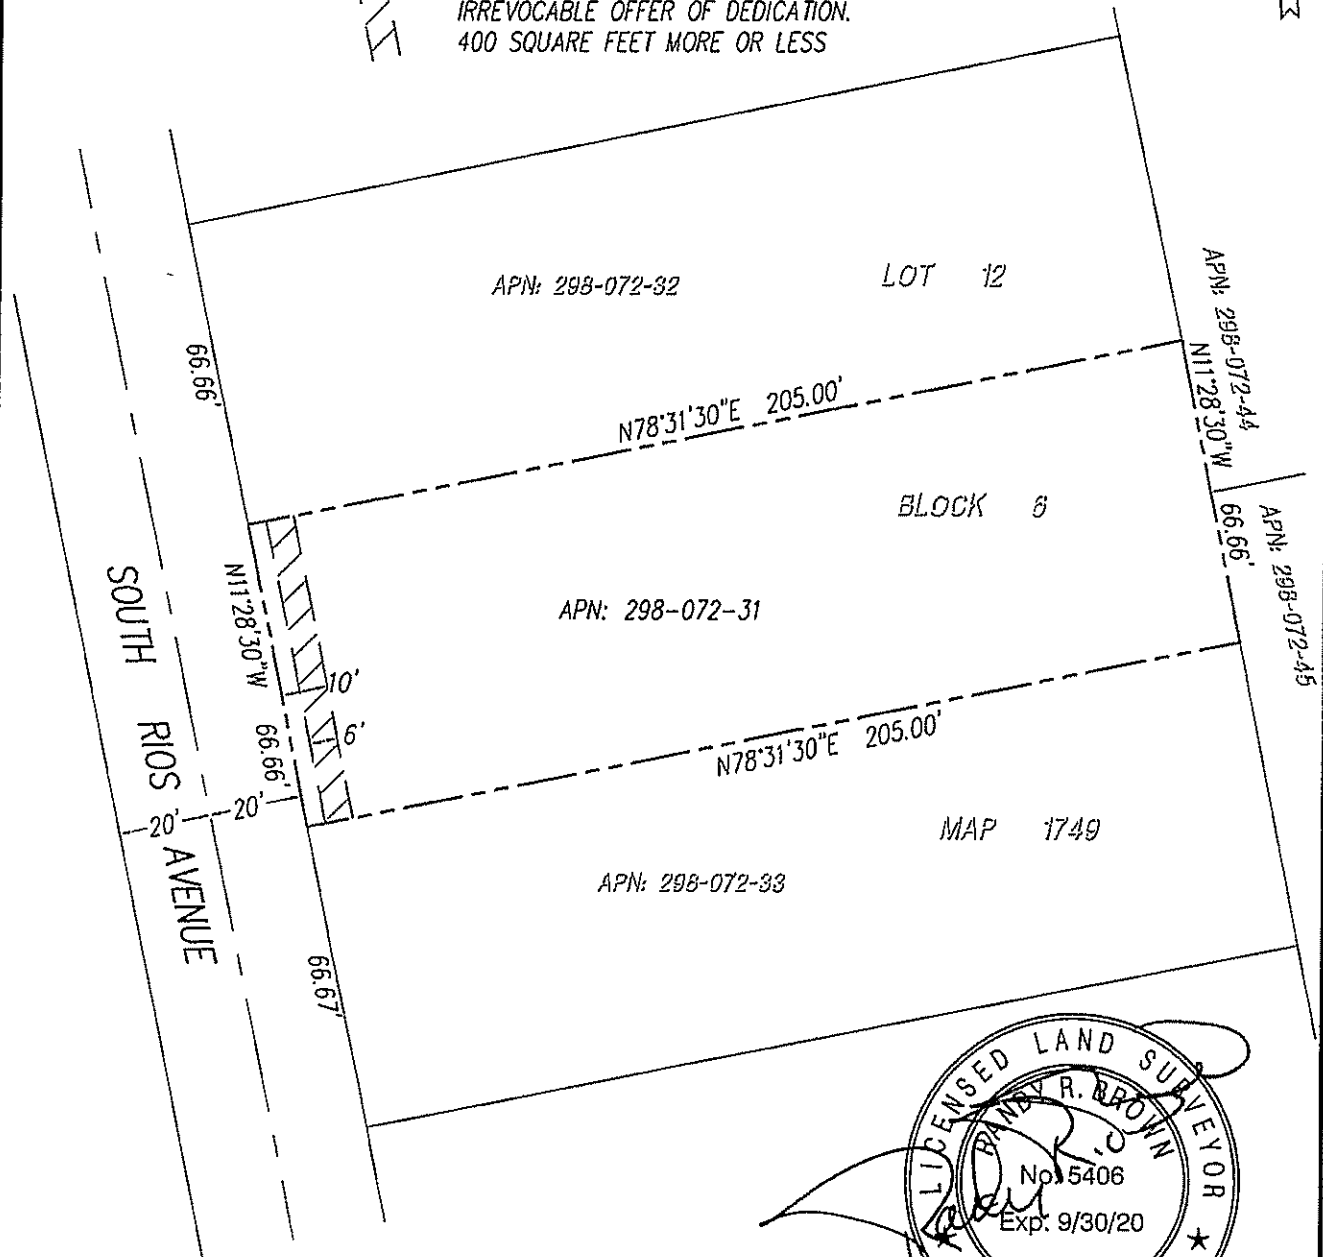 IRREVOCABLE OFFER OF DEDICATION.
400 SQUARE FEET MORE OR LESS
APN: 298-072-32
LOT 12
APN: 298-072-44
N11°28'30"W
66.66'
66.66'
N78°31'30"E 205.00'
BLOCK 6
APN: 298-072-45
APN: 298-072-31
N11°28'30"W
66.66'
10'
6'
SOUTH RIOS AVENUE
20'
20'
N78°31'30"E 205.00'
MAP 1749
APN: 298-072-33
66.67'
LICENSED LAND SURVEYOR
RANDY R. BROWN
No. 5406
Exp. 9/30/20